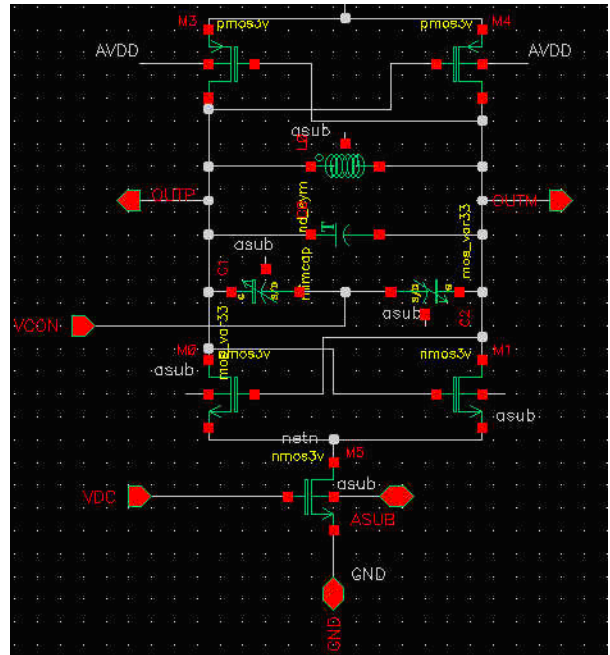 M3 pmos3v pmos3v M4
AVDD AVDD
asub
L0
OUTP OUTM
nd_sym
mos_var33
asub
C1
mimcap
VCON
asub C2
mos_var33
M0 nmos3v nmos3v M1
asub
asub
netn
nmos3v M5
VDC asub
ASUB
GND
GND